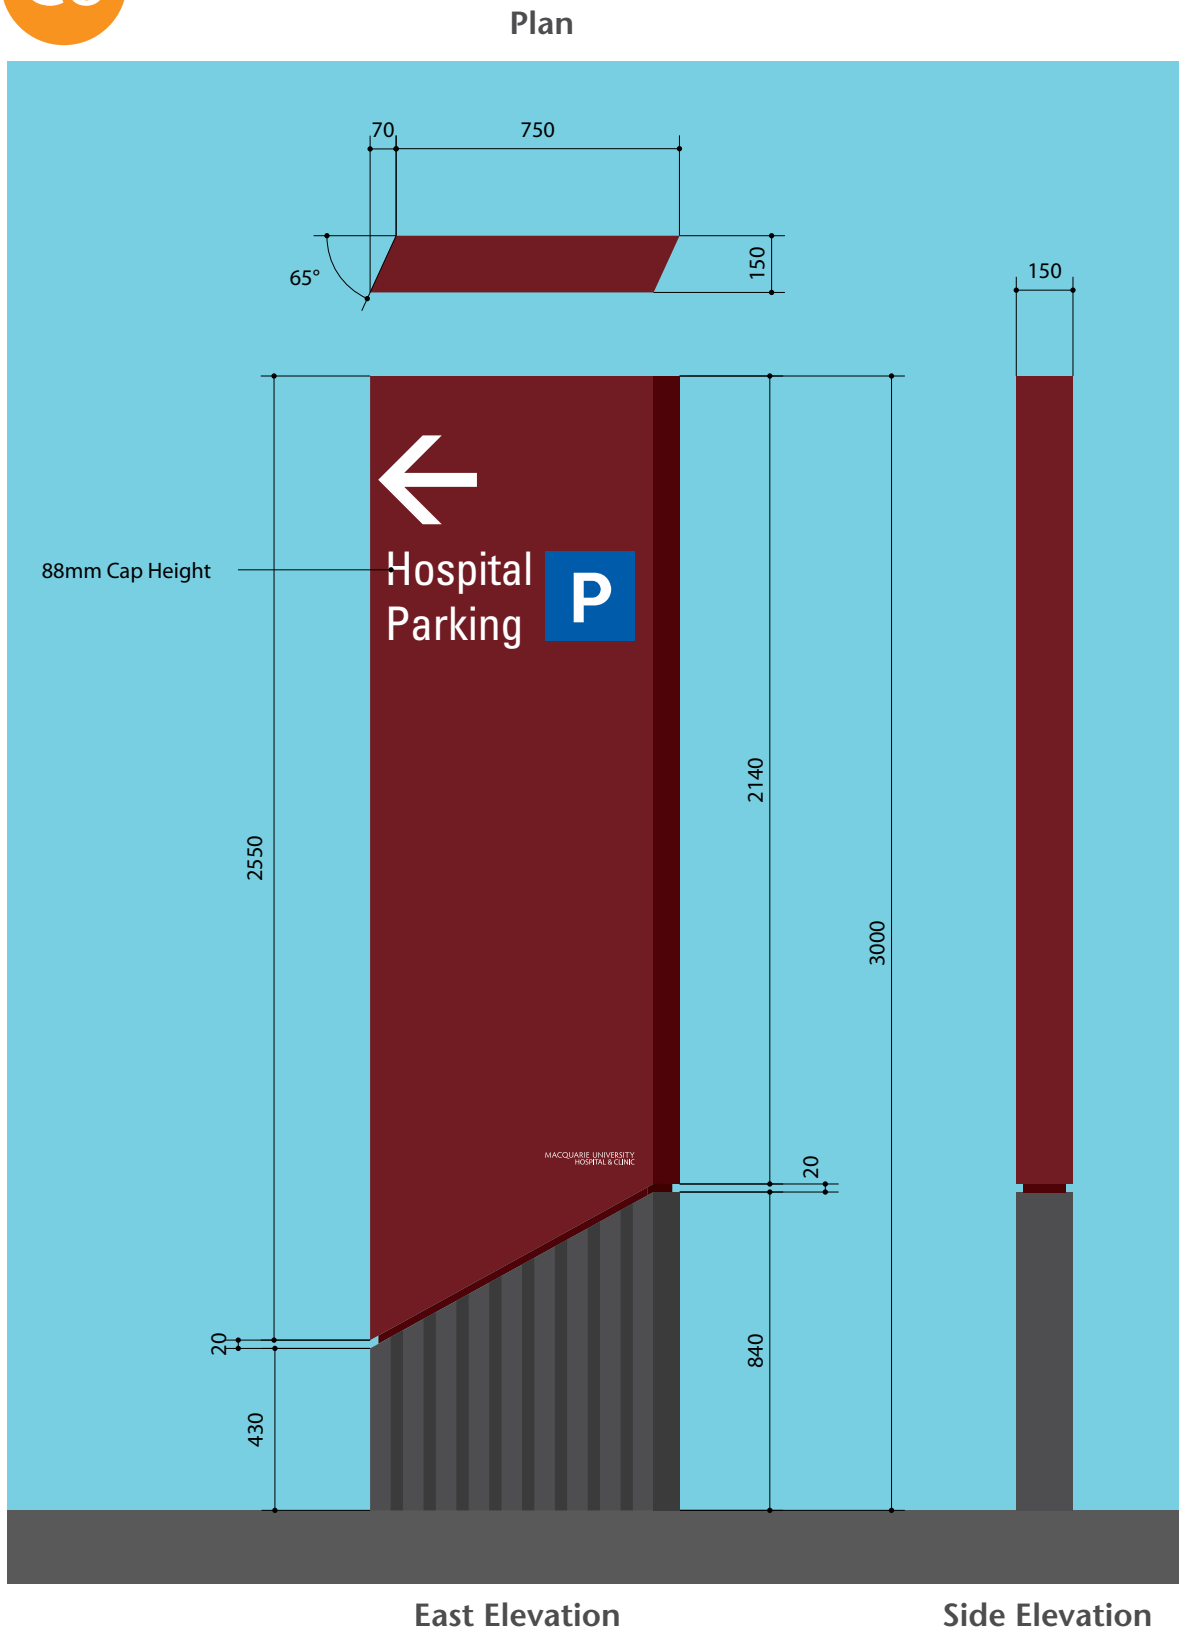 Plan
70
750
65°
150
150
88mm Cap Height
Hospital
Parking
P
2550
2140
3000
MACQUARIE UNIVERSITY
HOSPITAL & CLINIC
20
20
840
430
East Elevation
Side Elevation